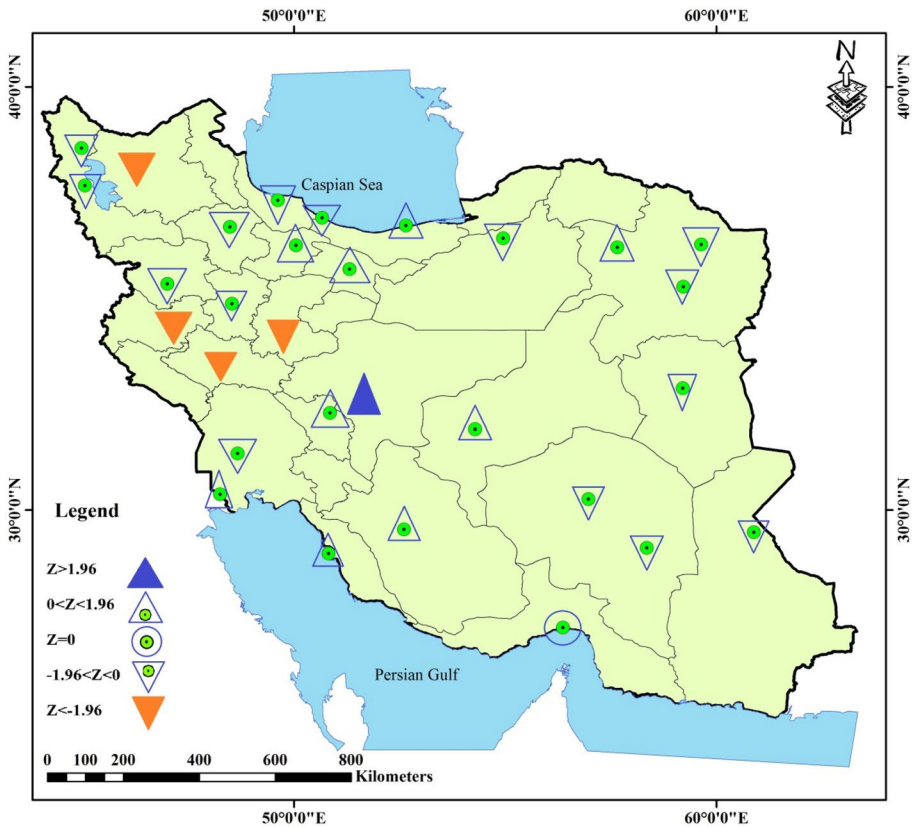 50°0'0"E 60°0'0"E
N
40°0'0"N 40°0'0"N
Caspian Sea
30°0'0"N 30°0'0"N
Legend
Z>1.96
0<Z<1.96
Z=0
-1.96<Z<0
Z<-1.96
Persian Gulf
0 50 100 200 400 600 800
Kilometers
50°0'0"E 60°0'0"E